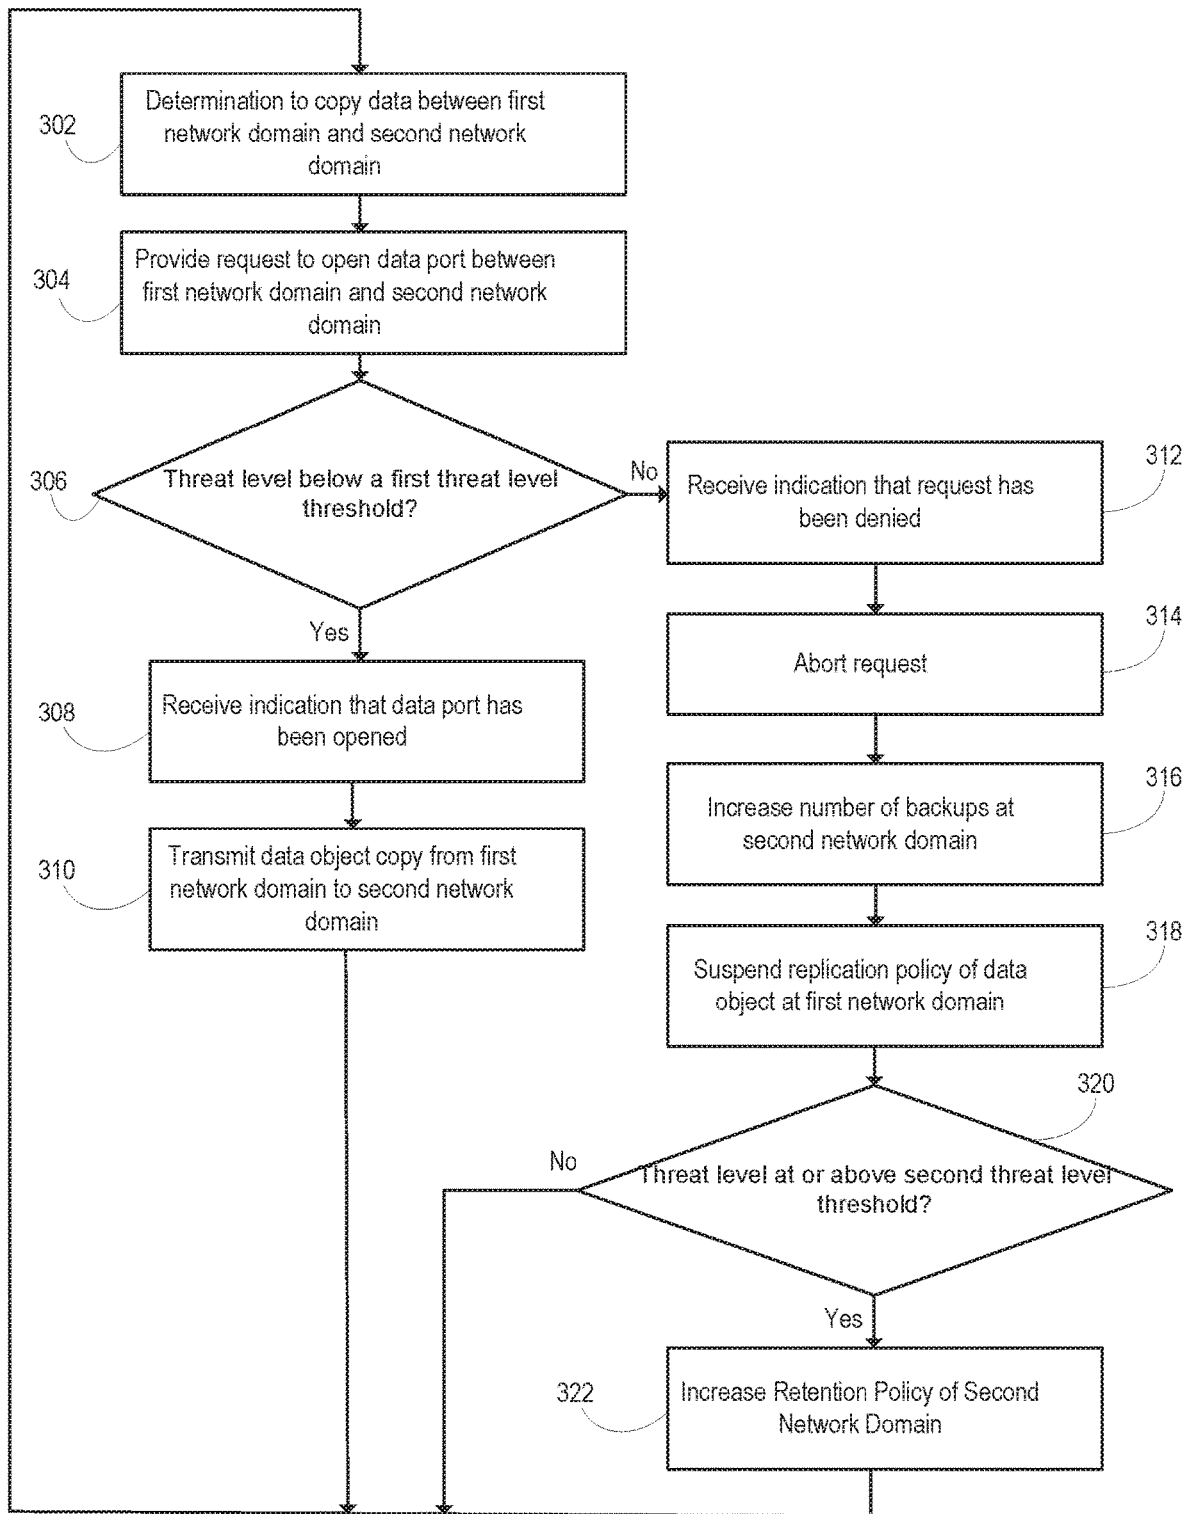 302
Determination to copy data between first
network domain and second network
domain
304
Provide request to open data port between
first network domain and second network
domain
306
Threat level below a first threat level
threshold?
No
312
Receive indication that request has
been denied
314
Abort request
Yes
308
Receive indication that data port has
been opened
316
Increase number of backups at
second network domain
310
Transmit data object copy from first
network domain to second network
domain
318
Suspend replication policy of data
object at first network domain
320
No
Threat level at or above second threat level
threshold?
Yes
322
Increase Retention Policy of Second
Network Domain